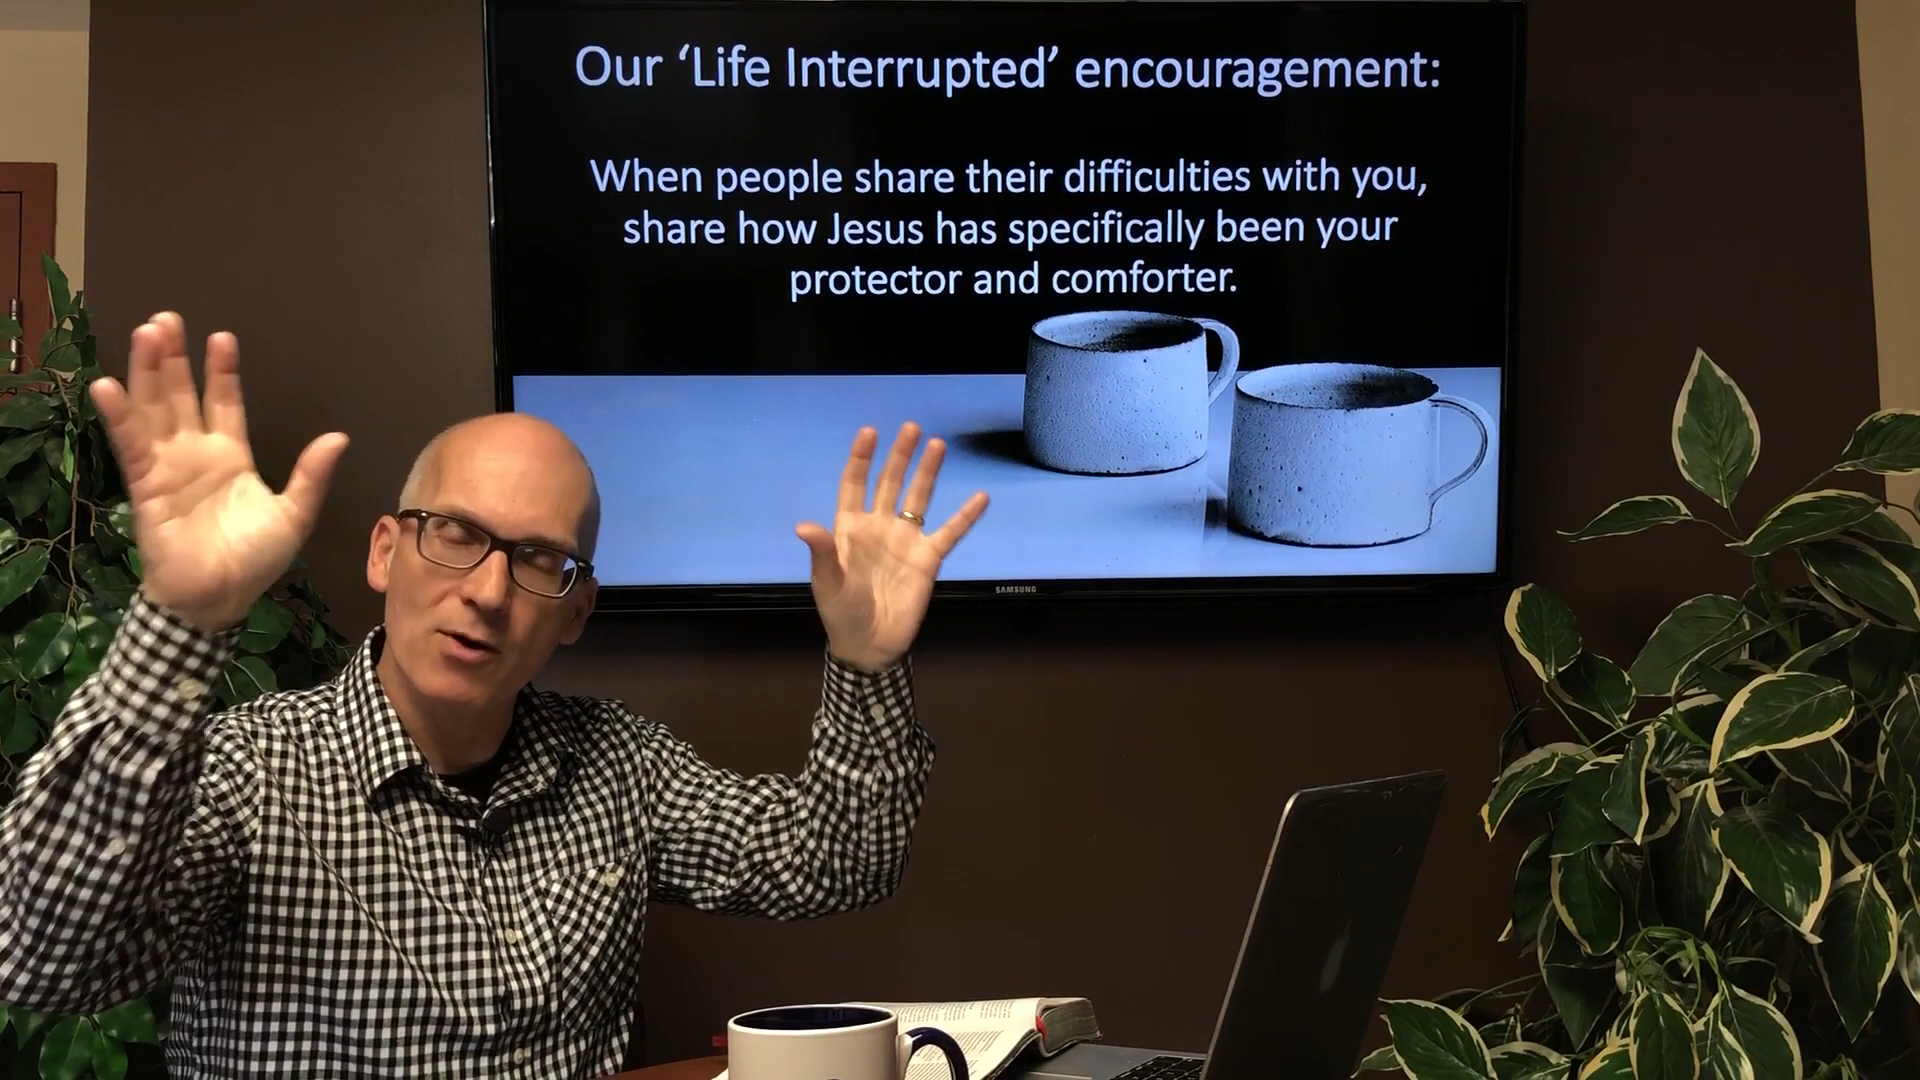 Our ‘Life Interrupted’ encouragement:
When people share their difficulties with you,
share how Jesus has specifically been your
protector and comforter.
SAMSUNG